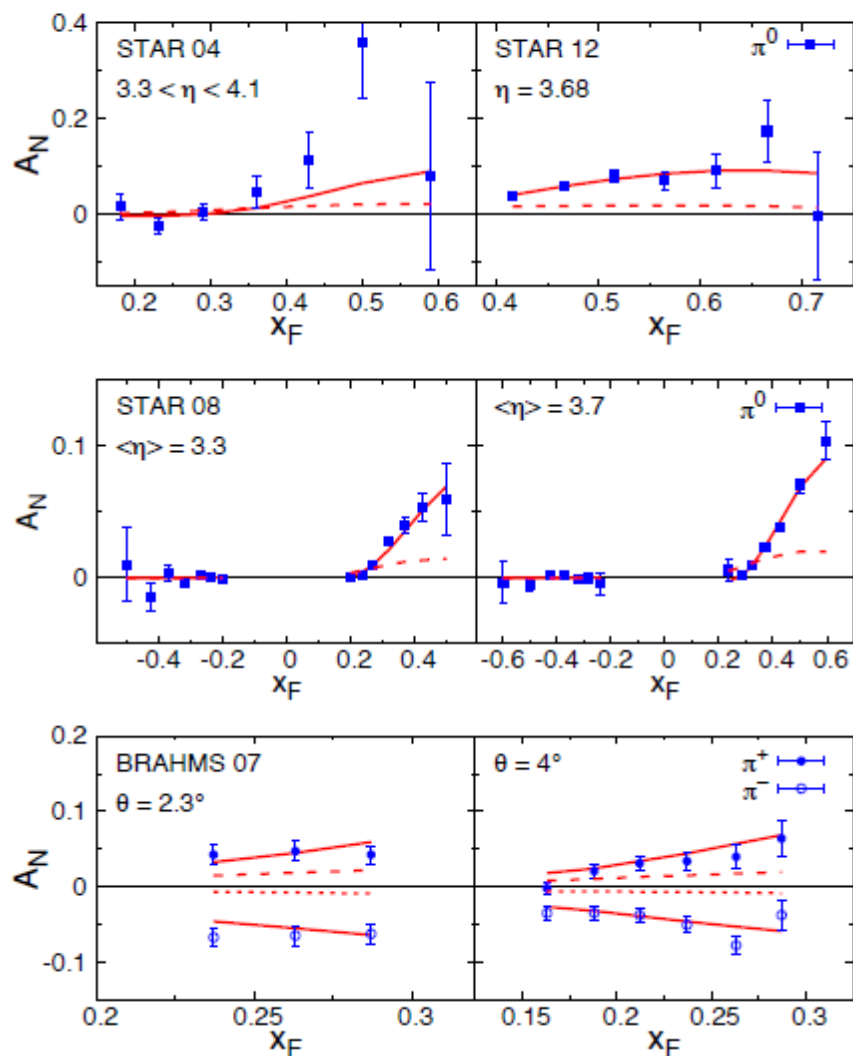 0.4
STAR 04
STAR 12
π⁰
3.3 < η < 4.1
η = 3.68
0.2
A_N
0
0.2 0.3 0.4 0.5 0.6
0.4 0.5 0.6 0.7
x_F
x_F
STAR 08
<η> = 3.7
π⁰
<η> = 3.3
0.1
A_N
0
-0.4 -0.2 0 0.2 0.4
-0.6 -0.4 -0.2 0 0.2 0.4 0.6
x_F
x_F
0.2
BRAHMS 07
θ = 4°
π⁺
θ = 2.3°
π⁻
0.1
A_N
0
-0.1
0.2 0.25 0.3
0.15 0.2 0.25 0.3
x_F
x_F